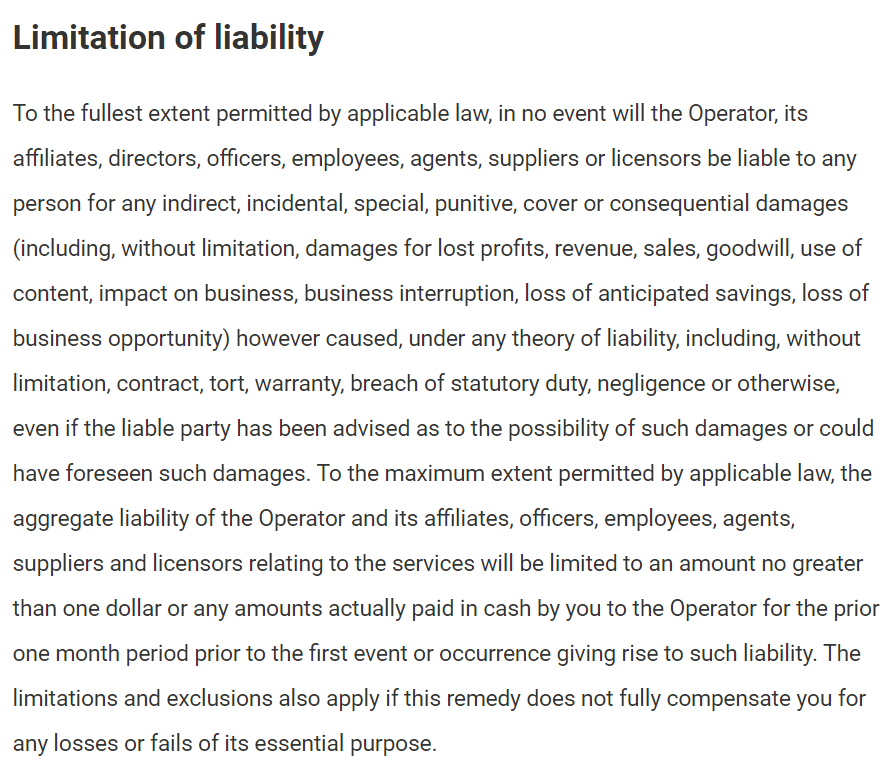 Limitation of liability
To the fullest extent permitted by applicable law, in no event will the Operator, its
affiliates, directors, officers, employees, agents, suppliers or licensors be liable to any
person for any indirect, incidental, special, punitive, cover or consequential damages
(including, without limitation, damages for lost profits, revenue, sales, goodwill, use of
content, impact on business, business interruption, loss of anticipated savings, loss of
business opportunity) however caused, under any theory of liability, including, without
limitation, contract, tort, warranty, breach of statutory duty, negligence or otherwise,
even if the liable party has been advised as to the possibility of such damages or could
have foreseen such damages. To the maximum extent permitted by applicable law, the
aggregate liability of the Operator and its affiliates, officers, employees, agents,
suppliers and licensors relating to the services will be limited to an amount no greater
than one dollar or any amounts actually paid in cash by you to the Operator for the prior
one month period prior to the first event or occurrence giving rise to such liability. The
limitations and exclusions also apply if this remedy does not fully compensate you for
any losses or fails of its essential purpose.